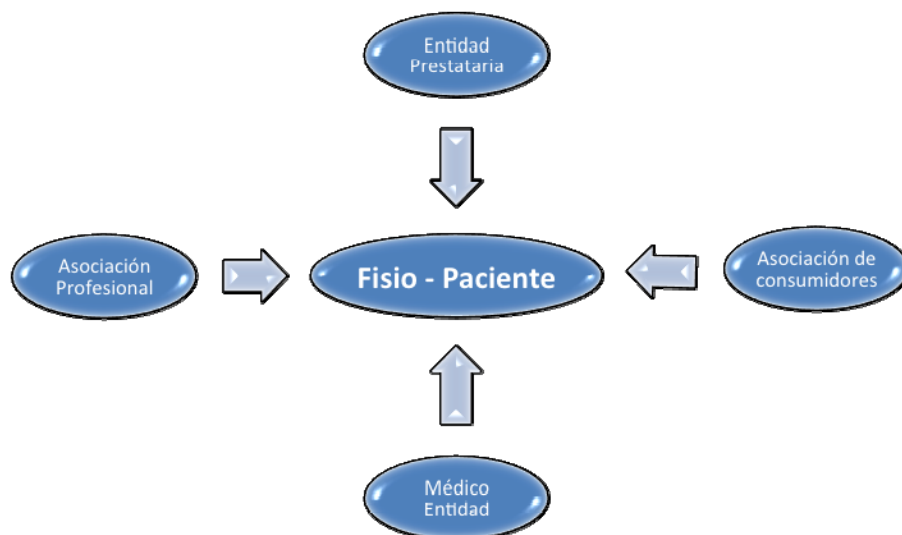 Entidad
Prestataria
Asociación
Profesional
Fisio - Paciente
Asociación de
consumidores
Médico
Entidad